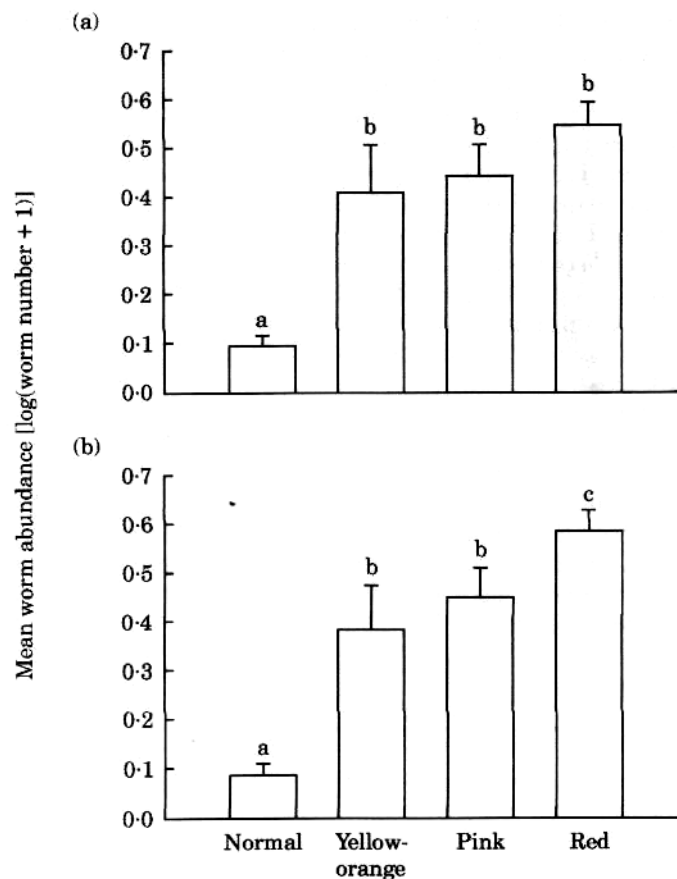 (a)
0·7
0·6
0·5
0·4
0·3
0·2
0·1
0·0
a
b
b
b
Mean worm abundance [log(worm number + 1)]
(b)
0·7
0·6
0·5
0·4
0·3
0·2
0·1
0·0
a
b
b
c
Normal
Yellow-
orange
Pink
Red